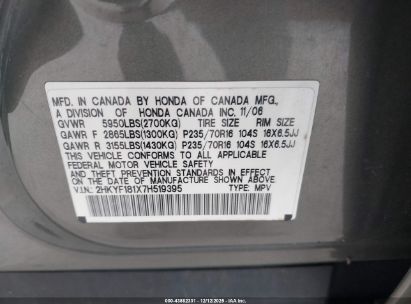 MFD. IN CANADA BY HONDA OF CANADA MFG.,
A DIVISION OF HONDA CANADA INC. 11/06
GVWR 5950LBS(2700KG) TIRE SIZE RIM SIZE
GAWR F 2865LBS(1300KG) P235/70R16 104S 16X6.5JJ
GAWR R 3155LBS(1430KG) P235/70R16 104S 16X6.5JJ
THIS VEHICLE CONFORMS TO ALL APPLICABLE
FEDERAL MOTOR VEHICLE SAFETY
AND THEFT PREVENTION STANDARDS IN EFFECT
ON THE DATE OF MANUFACTURE SHOWN ABOVE.
V.I.N.: 2HKYF181X7H519395 TYPE: MPV